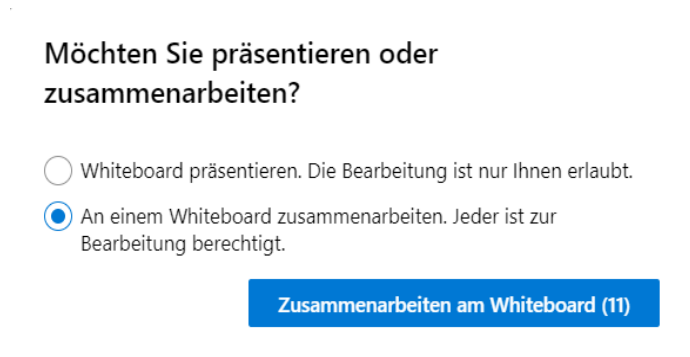 Möchten Sie präsentieren oder
zusammenarbeiten?
Whiteboard präsentieren. Die Bearbeitung ist nur Ihnen erlaubt.
An einem Whiteboard zusammenarbeiten. Jeder ist zur
Bearbeitung berechtigt.
Zusammenarbeiten am Whiteboard (11)